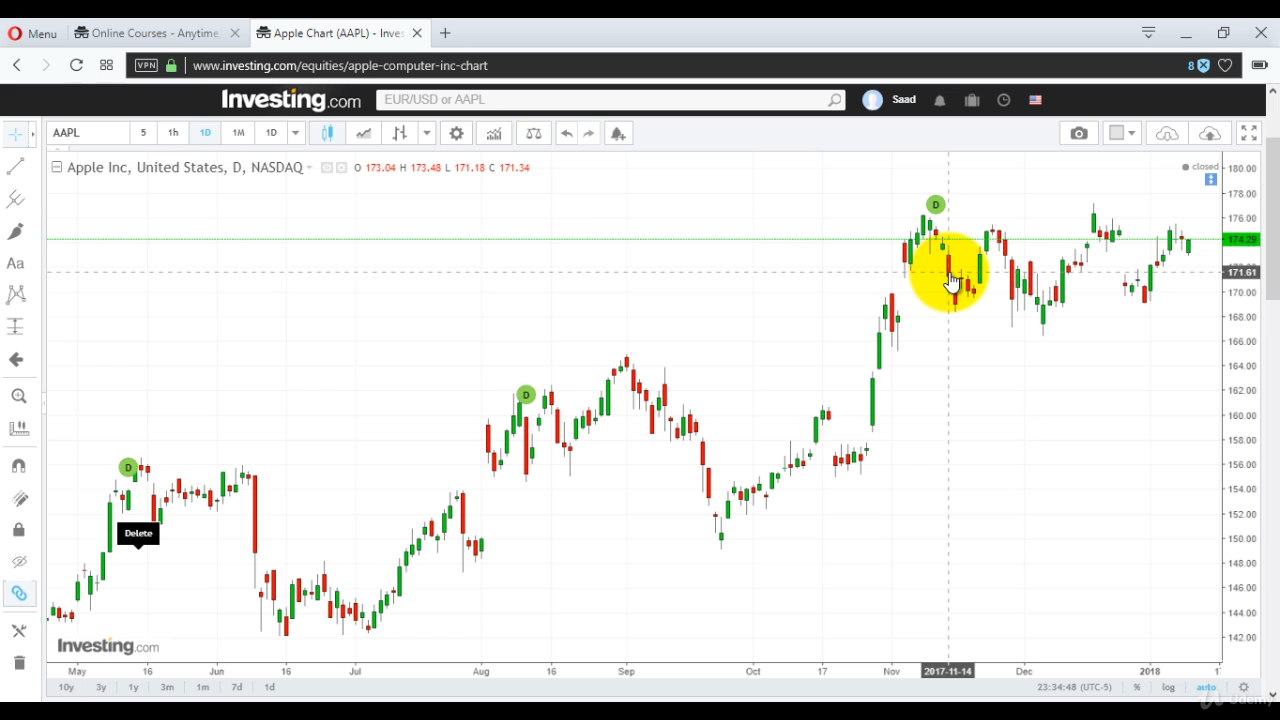 Menu
Online Courses - Anytime,
Apple Chart (AAPL) - Inves
VPN
www.investing.com/equities/apple-computer-inc-chart
8
Investing.com
EUR/USD or AAPL
Saad
AAPL
5
1h
1D
1M
1D
Apple Inc, United States, D, NASDAQ
O 173.04 H 173.48 L 171.18 C 171.34
closed
180.00
178.00
176.00
174.29
171.61
170.00
168.00
166.00
164.00
162.00
160.00
158.00
156.00
154.00
152.00
150.00
148.00
146.00
144.00
142.00
D
D
D
Aa
Delete
Investing.com
May
16
Jun
16
Jul
Aug
16
Sep
Oct
17
Nov
2017-11-14
Dec
2018
10y
3y
1y
3m
1m
7d
1d
23:34:48 (UTC-5)
%
log
auto
Udemy